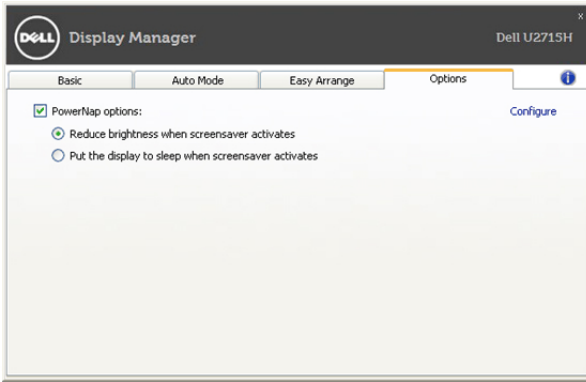 x
DELL Display Manager Dell U2715H
Basic Auto Mode Easy Arrange Options i
PowerNap options: Configure
Reduce brightness when screensaver activates
Put the display to sleep when screensaver activates